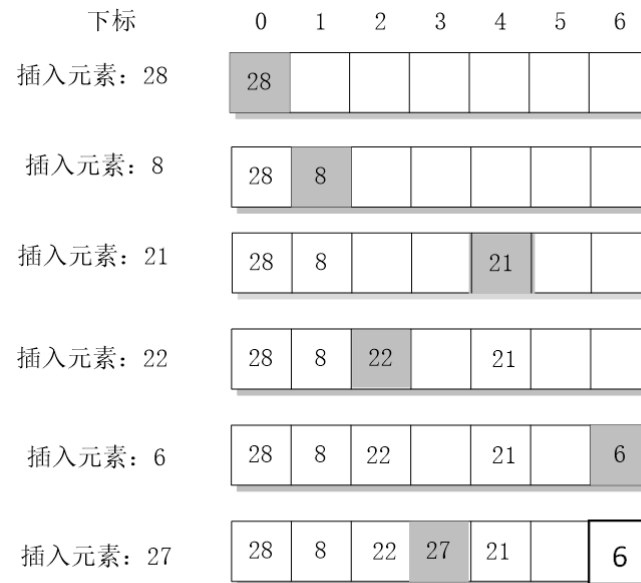 下标 0 1 2 3 4 5 6
插入元素：28 28
插入元素：8 28 8
插入元素：21 28 8 21
插入元素：22 28 8 22 21
插入元素：6 28 8 22 21 6
插入元素：27 28 8 22 27 21 6